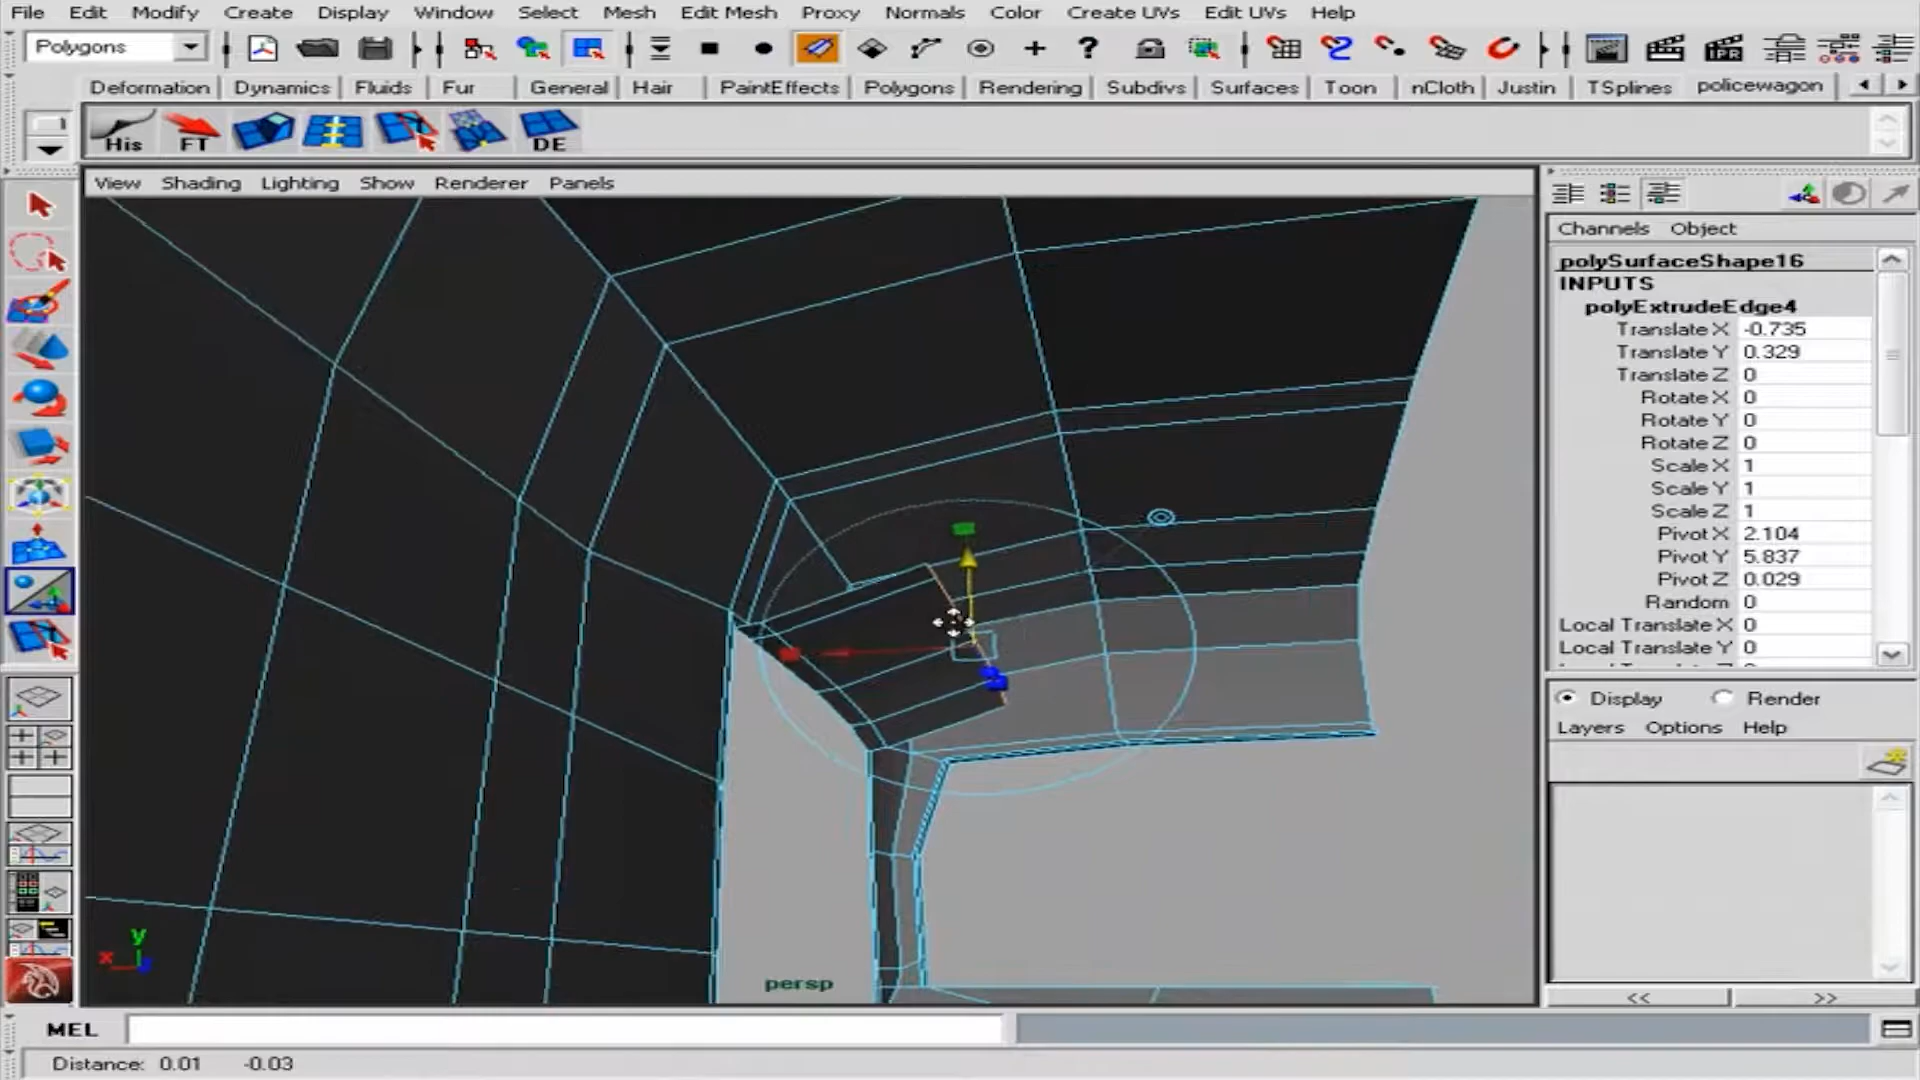 File Edit Modify Create Display Window Select Mesh Edit Mesh Proxy Normals Color Create UVs Edit UVs Help
Polygons
IPR
Deformation Dynamics Fluids Fur General Hair PaintEffects Polygons Rendering Subdivs Surfaces Toon nCloth Justin TSplines policewagon
His FT DE
View Shading Lighting Show Renderer Panels
Channels Object
polySurfaceShape16
INPUTS
polyExtrudeEdge4
Translate X -0.735
Translate Y 0.329
Translate Z 0
Rotate X 0
Rotate Y 0
Rotate Z 0
Scale X 1
Scale Y 1
Scale Z 1
Pivot X 2.104
Pivot Y 5.837
Pivot Z 0.029
Random 0
Local Translate X 0
Local Translate Y 0
Display Render
Layers Options Help
y
x
persp
<< >>
MEL
Distance: 0.01 -0.03